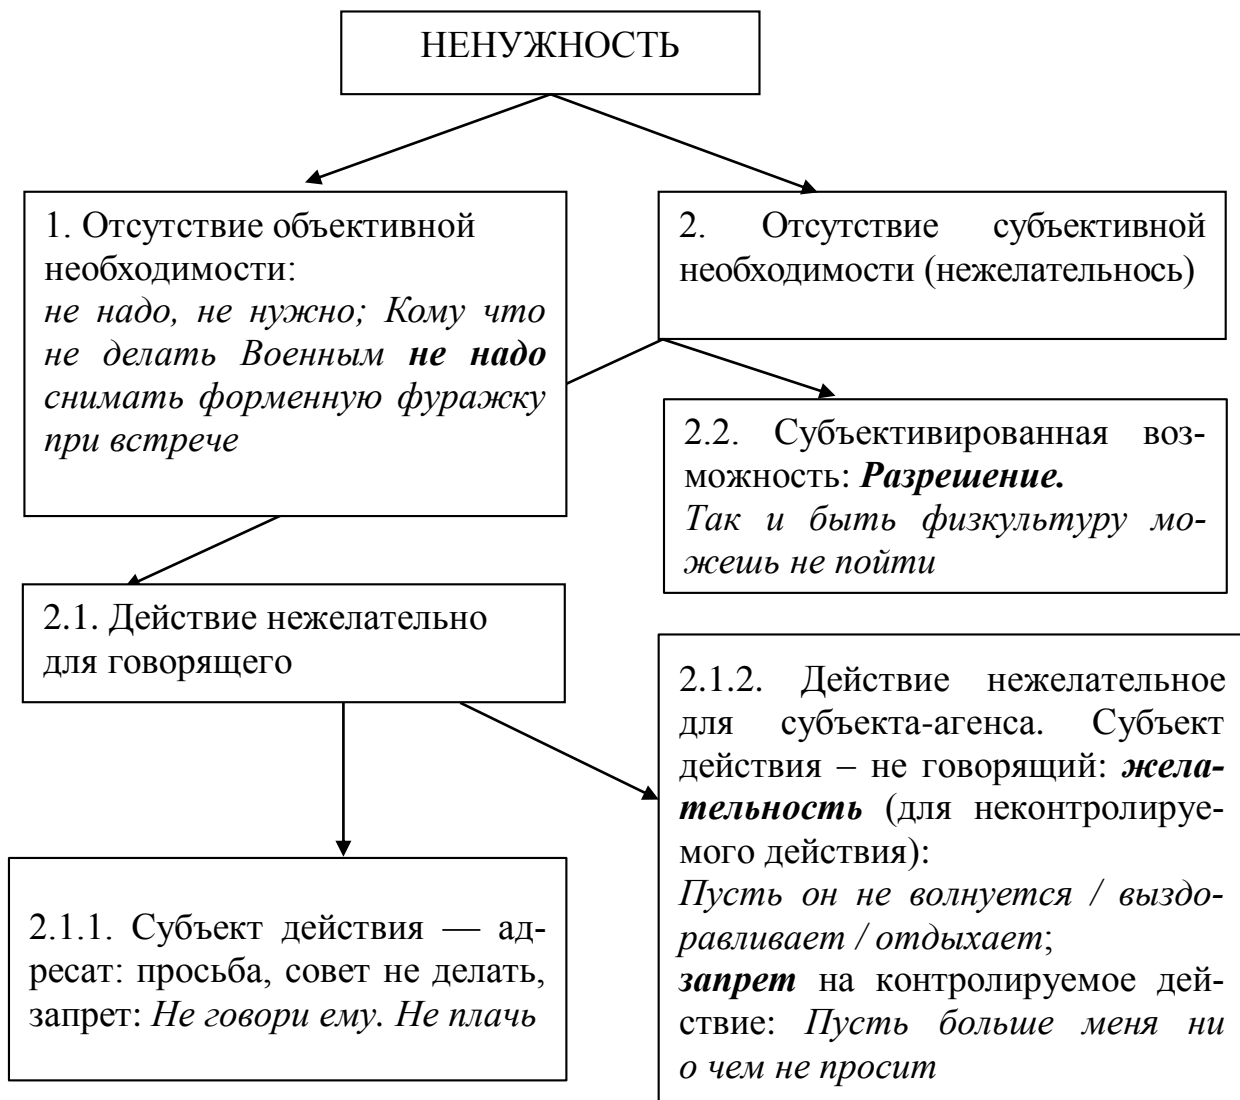 НЕНУЖНОСТЬ
1. Отсутствие объективной
необходимости:
не надо, не нужно; Кому что
не делать Военным не надо
снимать форменную фуражку
при встрече
2. Отсутствие субъективной
необходимости (нежелательнось)
2.2. Субъективированная воз-
можность: Разрешение.
Так и быть физкультуру мо-
жешь не пойти
2.1. Действие нежелательно
для говорящего
2.1.2. Действие нежелательное
для субъекта-агенса. Субъект
действия – не говорящий: жела-
тельность (для неконтролируе-
мого действия):
Пусть он не волнуется / выздо-
равливает / отдыхает;
запрет на контролируемое дей-
ствие: Пусть больше меня ни
о чем не просит
2.1.1. Субъект действия — ад-
ресат: просьба, совет не делать,
запрет: Не говори ему. Не плачь